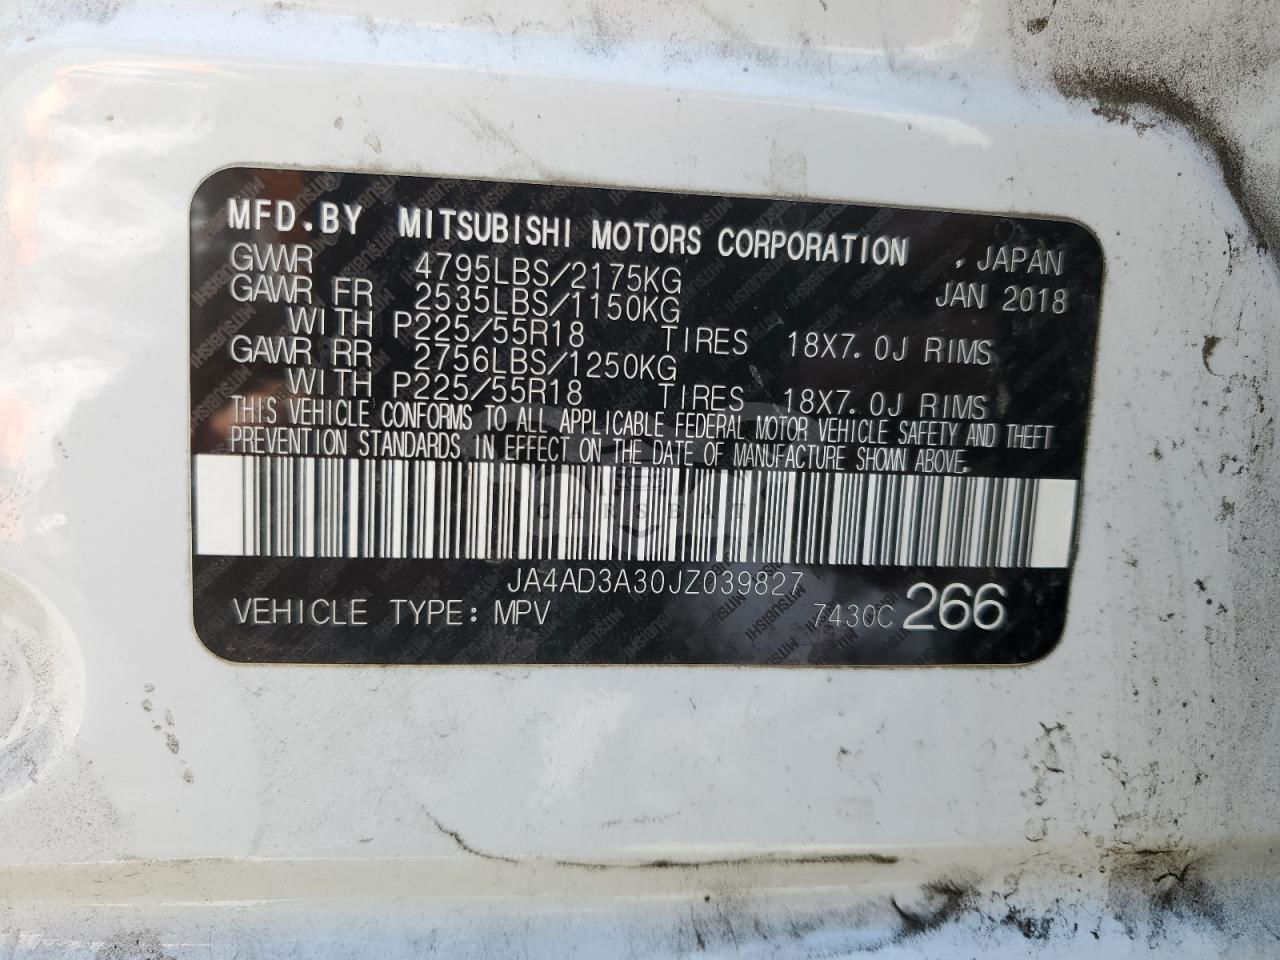 MFD.BY MITSUBISHI MOTORS CORPORATION , JAPAN
GVWR 4795LBS/2175KG JAN 2018
GAWR FR 2535LBS/1150KG
WITH P225/55R18 TIRES 18X7.0J RIMS
GAWR RR 2756LBS/1250KG
WITH P225/55R18 TIRES 18X7.0J RIMS
THIS VEHICLE CONFORMS TO ALL APPLICABLE FEDERAL MOTOR VEHICLE SAFETY AND THEFT
PREVENTION STANDARDS IN EFFECT ON THE DATE OF MANUFACTURE SHOWN ABOVE.
JA4AD3A30JZ039827
VEHICLE TYPE: MPV 7430C 266